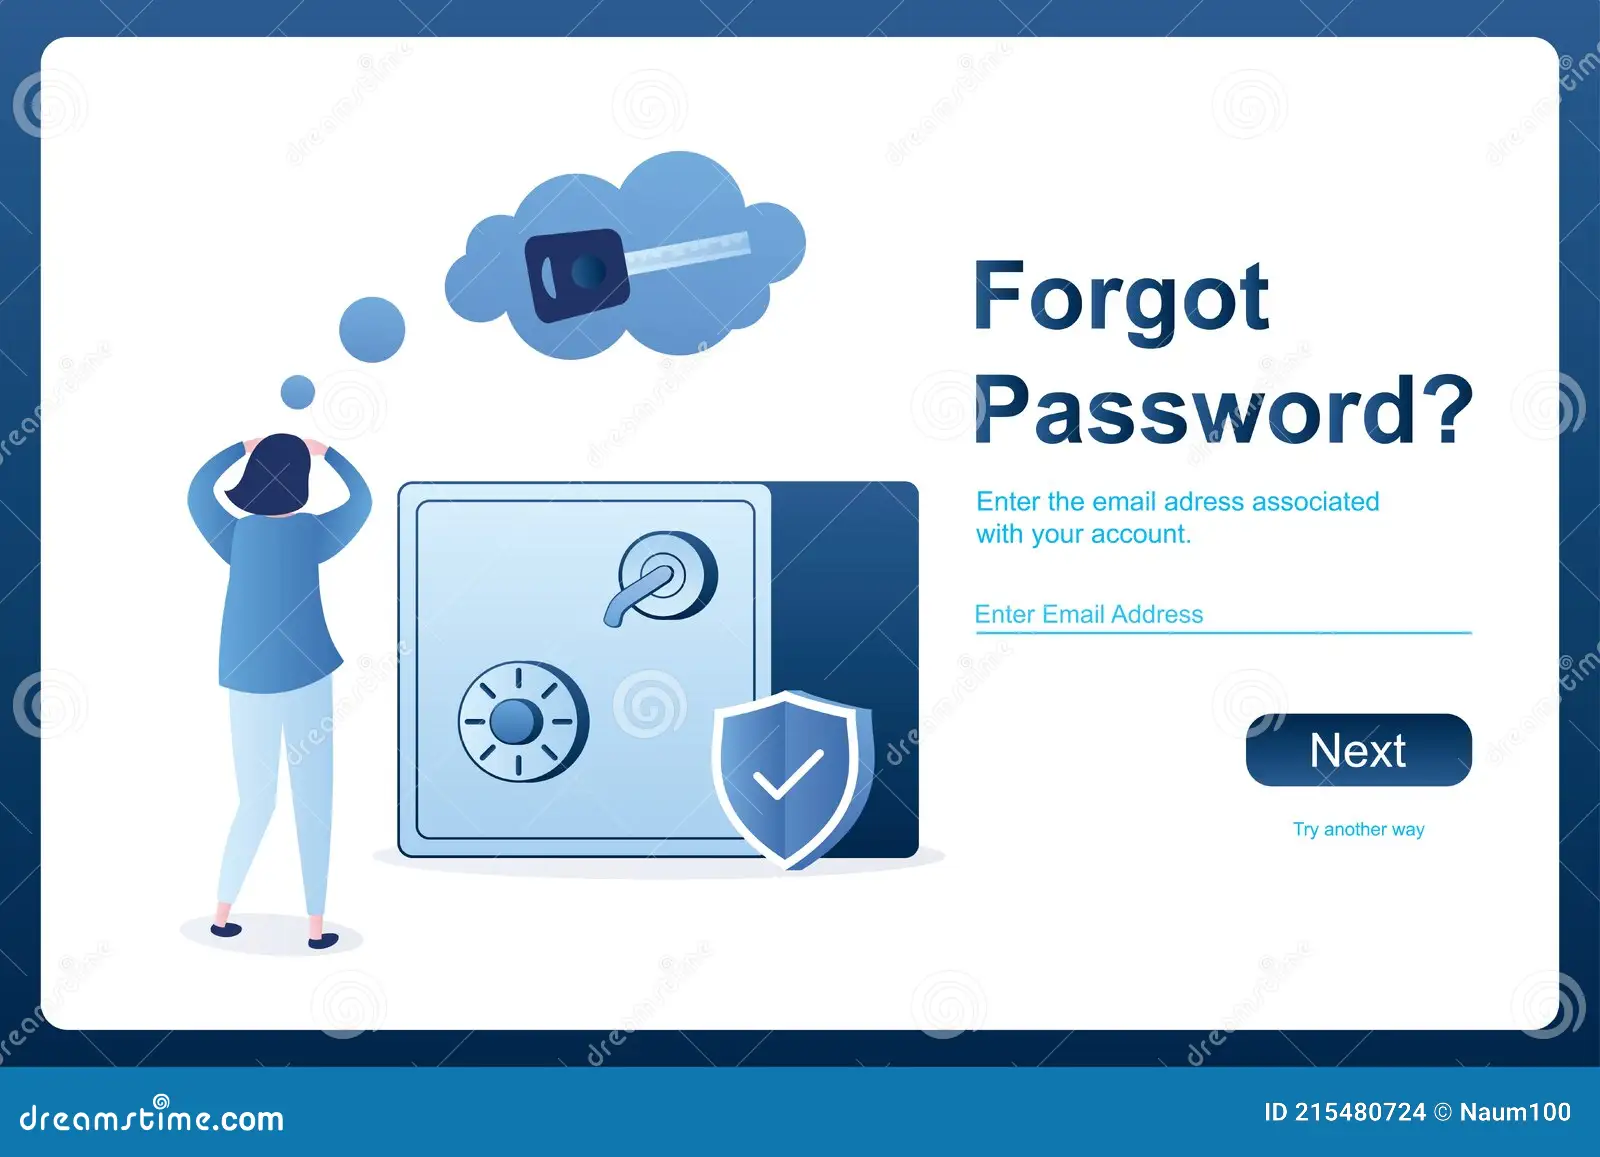 Forgot
Password?
Enter the email adress associated
with your account.
Enter Email Address
Next
Try another way
dreamstime.com
ID 215480724 © Naum100